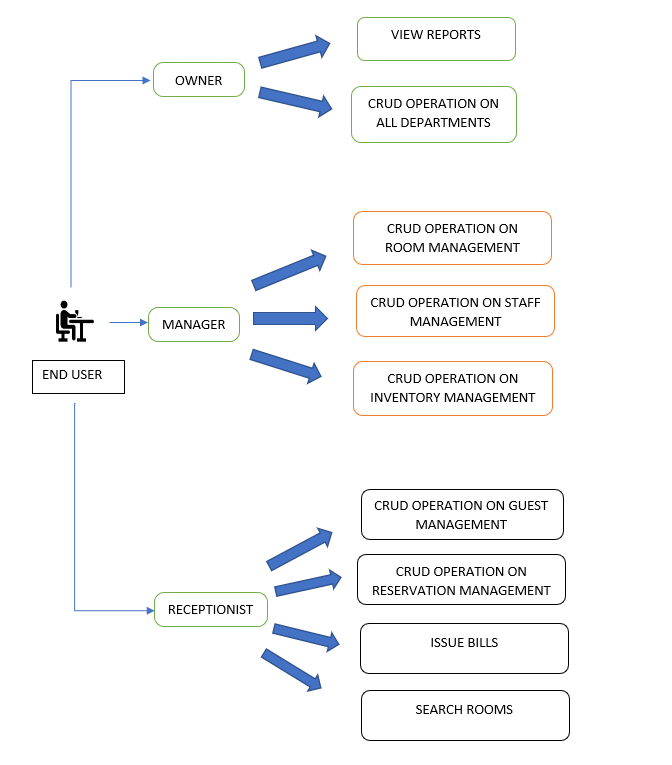 VIEW REPORTS
OWNER
CRUD OPERATION ON
ALL DEPARTMENTS
CRUD OPERATION ON
ROOM MANAGEMENT
CRUD OPERATION ON STAFF
MANAGEMENT
MANAGER
END USER
CRUD OPERATION ON
INVENTORY MANAGEMENT
CRUD OPERATION ON GUEST
MANAGEMENT
CRUD OPERATION ON
RESERVATION MANAGEMENT
RECEPTIONIST
ISSUE BILLS
SEARCH ROOMS